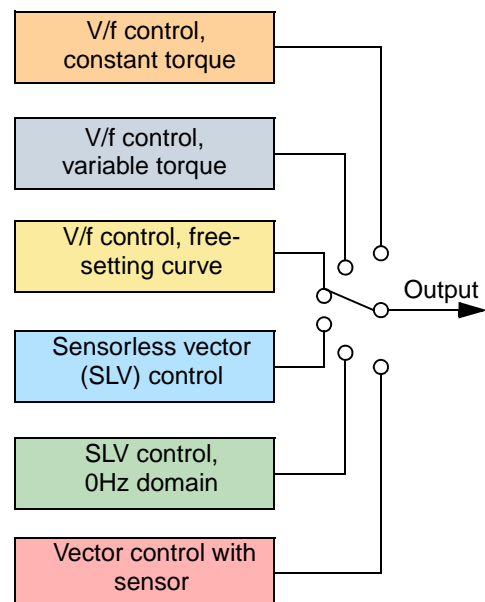 V/f control,
constant torque
V/f control,
variable torque
V/f control, free-
setting curve
Output
Sensorless vector
(SLV) control
SLV control,
0Hz domain
Vector control with
sensor